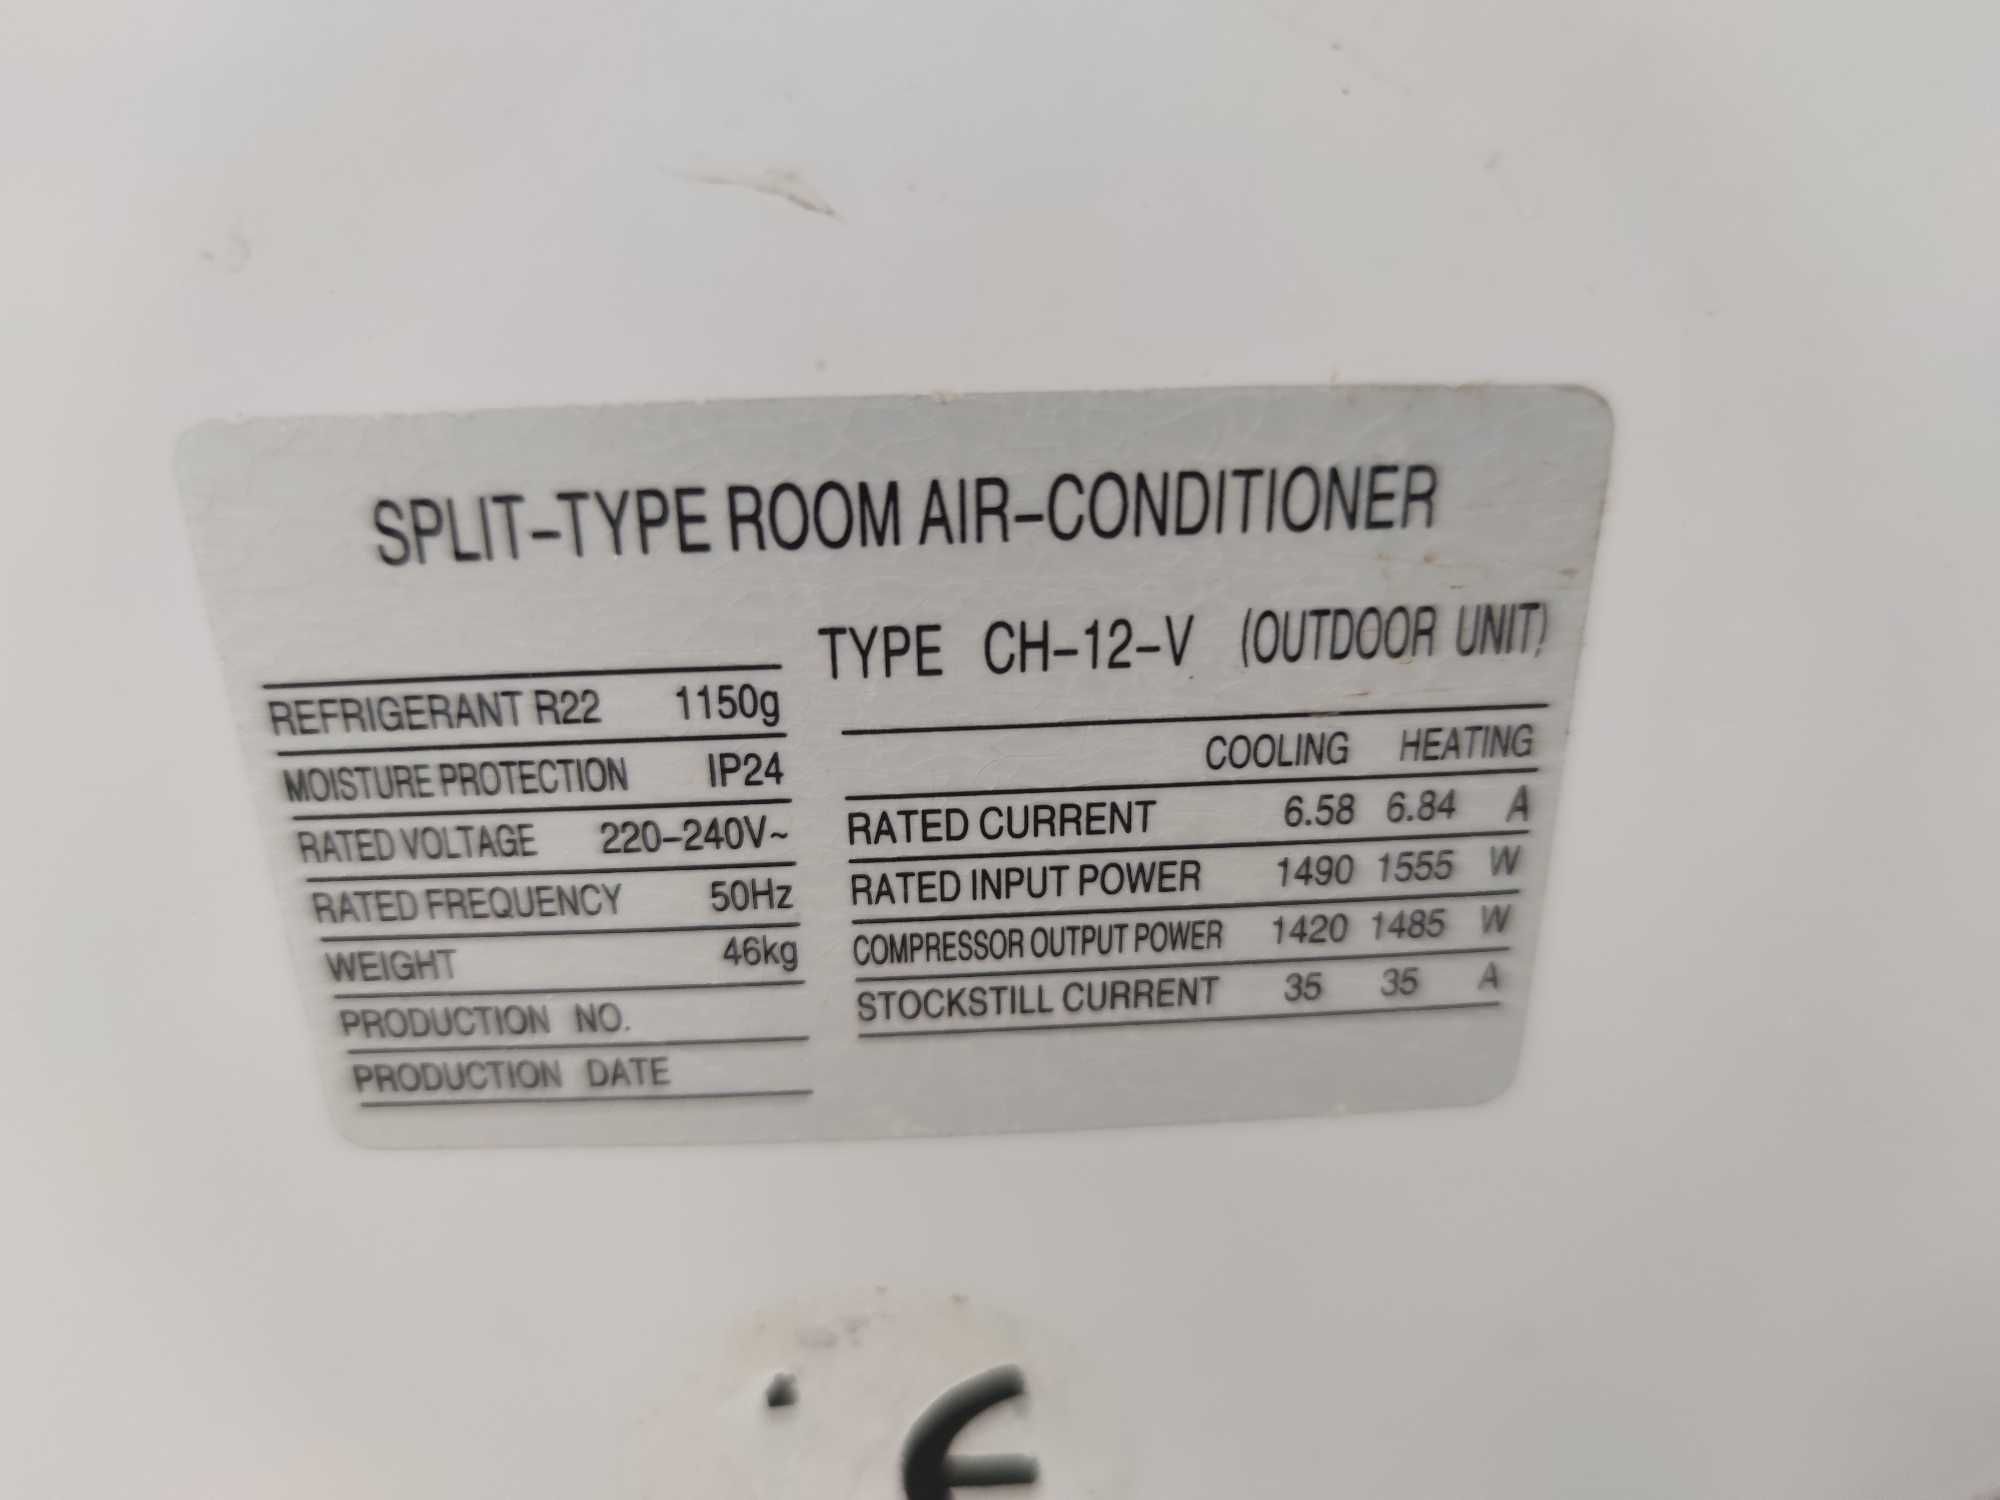 SPLIT-TYPE ROOM AIR-CONDITIONER
TYPE CH-12-V (OUTDOOR UNIT)
REFRIGERANT R22 1150g
MOISTURE PROTECTION IP24
RATED VOLTAGE 220-240V~
RATED FREQUENCY 50Hz
WEIGHT 46kg
PRODUCTION NO.
PRODUCTION DATE
COOLING HEATING
RATED CURRENT 6.58 6.84 A
RATED INPUT POWER 1490 1555 W
COMPRESSOR OUTPUT POWER 1420 1485 W
STOCKSTILL CURRENT 35 35 A